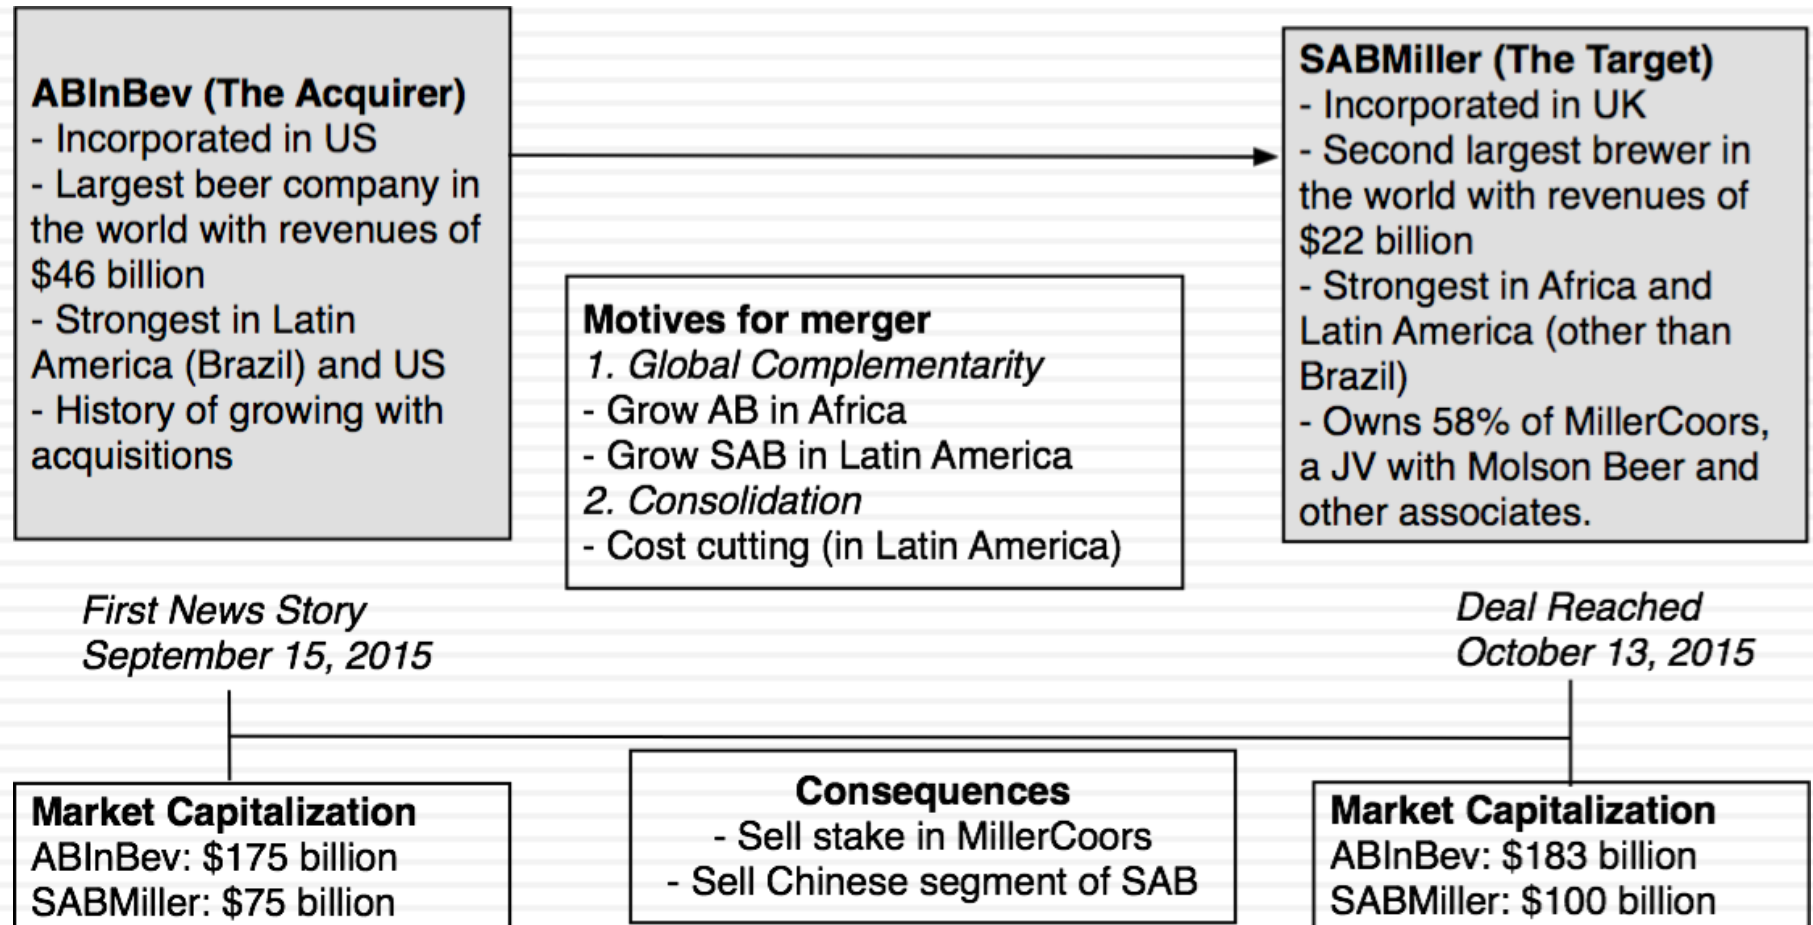 ABInBev (The Acquirer)
- Incorporated in US
- Largest beer company in
the world with revenues of
$46 billion
- Strongest in Latin
America (Brazil) and US
- History of growing with
acquisitions
SABMiller (The Target)
- Incorporated in UK
- Second largest brewer in
the world with revenues of
$22 billion
- Strongest in Africa and
Latin America (other than
Brazil)
- Owns 58% of MillerCoors,
a JV with Molson Beer and
other associates.
Motives for merger
1. Global Complementarity
- Grow AB in Africa
- Grow SAB in Latin America
2. Consolidation
- Cost cutting (in Latin America)
First News Story
September 15, 2015
Deal Reached
October 13, 2015
Market Capitalization
ABInBev: $175 billion
SABMiller: $75 billion
Consequences
- Sell stake in MillerCoors
- Sell Chinese segment of SAB
Market Capitalization
ABInBev: $183 billion
SABMiller: $100 billion